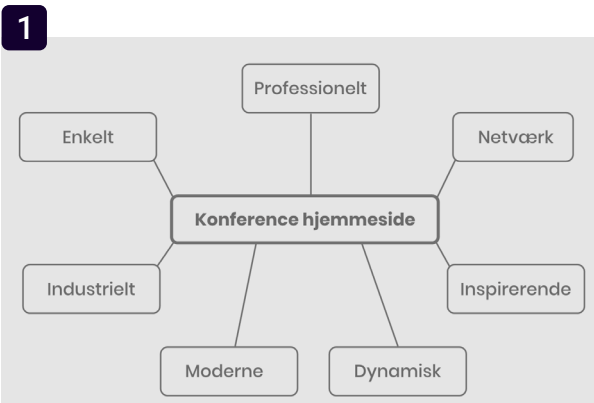 1
Professionelt
Enkelt
Netværk
Konference hjemmeside
Industrielt
Inspirerende
Moderne
Dynamisk